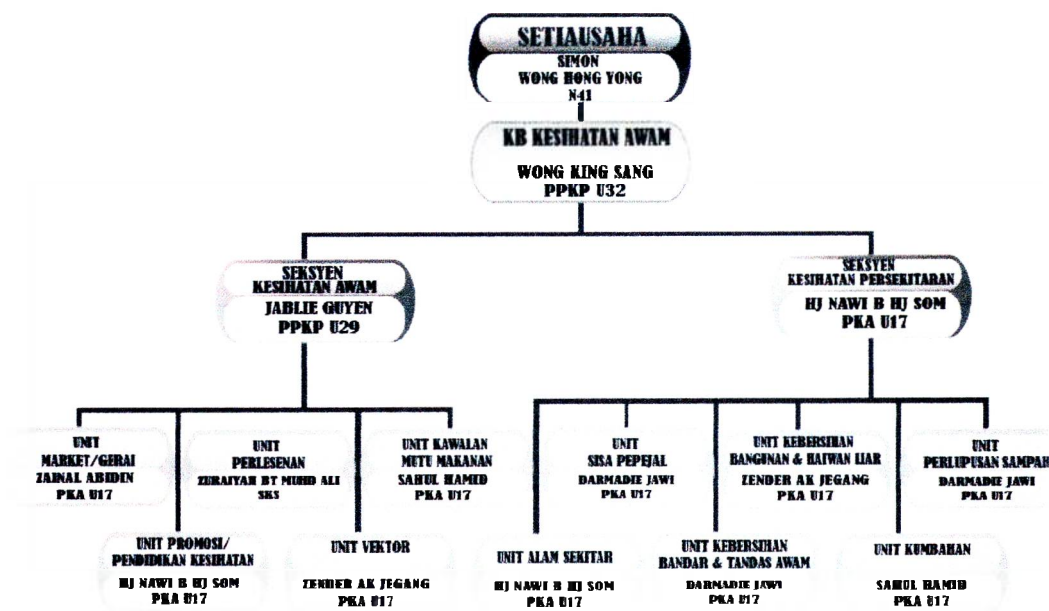 SETIAUSAHA
SIMON
WONG HONG YONG
N41
KB KESIHATAN AWAM
WONG KING SANG
PPKP U32
SEKSYEN
KESIHATAN AWAM
JABLIE GUYEN
PPKP U29
SEKSYEN
KESIHATAN PERSEKITARAN
HJ NAWI B HJ SOM
PKA U17
UNIT
MARKET/GERAI
ZAINAL ABIDIN
PKA U17
UNIT
PERLESENAN
ZURAIYAH BT MUHD ALI
SKS
UNIT KAWALAN
MUTU MAKANAN
SAHUL HAMID
PKA U17
UNIT
SISA PEPEJAL
DARMADIE JAWI
PKA U17
UNIT KEBERSIHAN
BANGUNAN & HAIWAN LIAR
ZENDER AK JEGANG
PKA U17
UNIT
PERLUPUSAN SAMPAH
DARMADIE JAWI
PKA U17
UNIT PROMOSI/
PENDIDIKAN KESIHATAN
HJ NAWI B HJ SOM
PKA U17
UNIT VEKTOR
ZENDER AK JEGANG
PKA U17
UNIT ALAM SEKITAR
HJ NAWI B HJ SOM
PKA U17
UNIT KEBERSIHAN
BANDAR & TANDAS AWAM
DARMADIE JAWI
PKA U17
UNIT KUMBAHAN
SAHUL HAMID
PKA U17